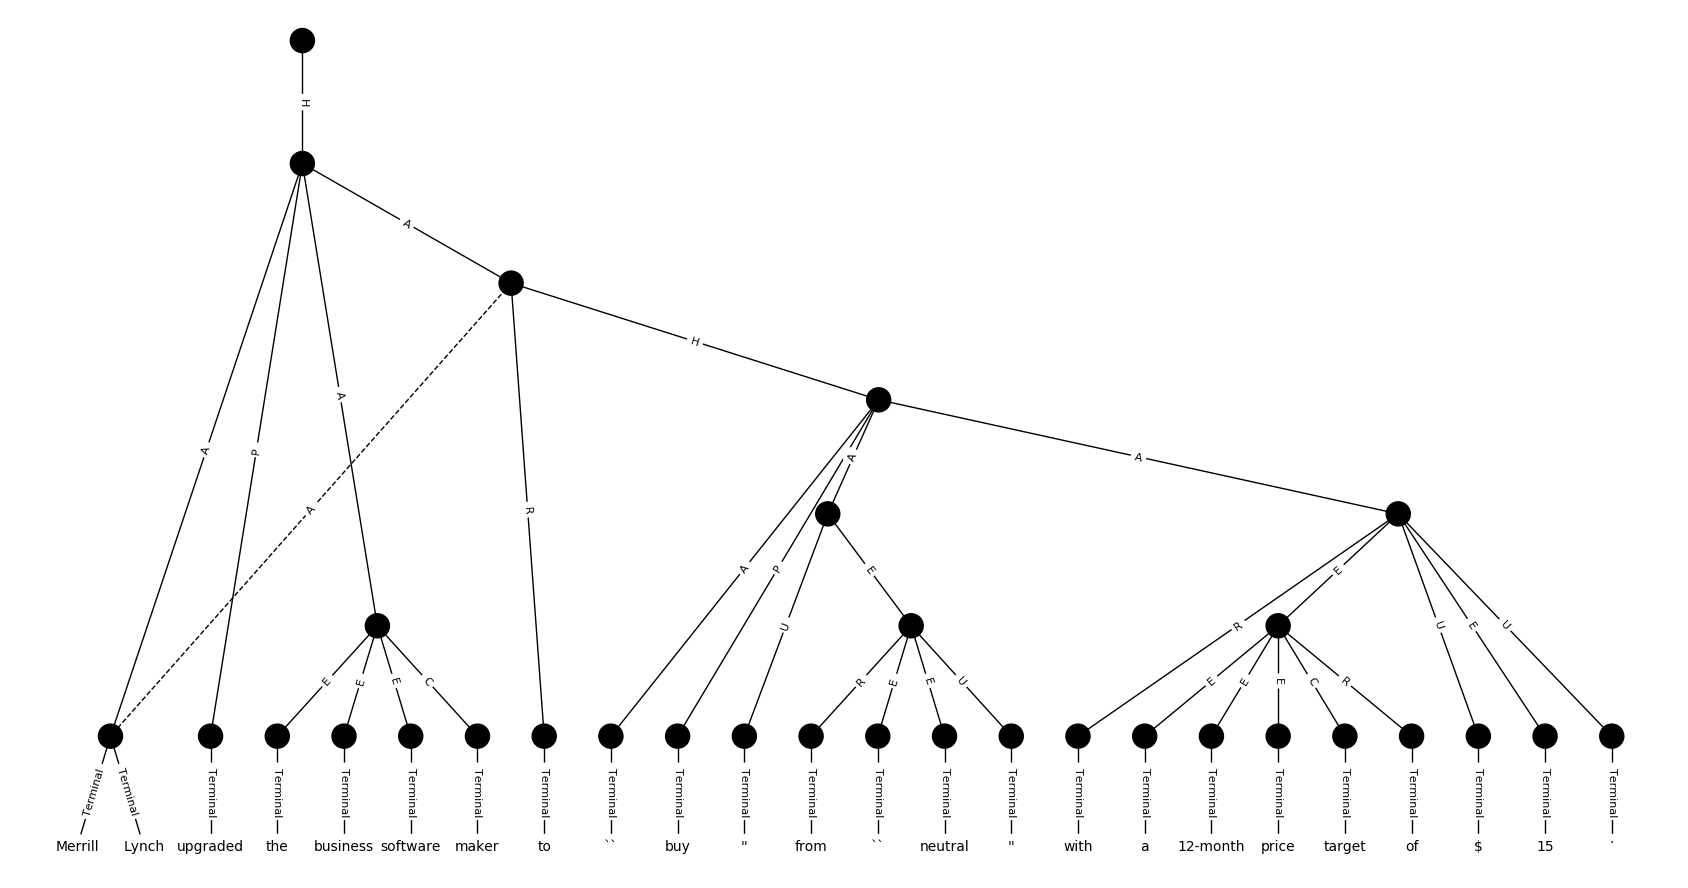 H
A
H
A
P
A
A
R
A
P
A
A
U
E
R
E
E
U
E
E
E
C
R
E
E
E
E
C
R
U
E
U
Terminal Terminal Terminal Terminal Terminal Terminal Terminal Terminal Terminal Terminal Terminal Terminal Terminal Terminal Terminal Terminal Terminal Terminal Terminal Terminal Terminal Terminal Terminal Terminal
Merrill Lynch upgraded the business software maker to `` buy " from `` neutral " with a 12-month price target of $ 15 .